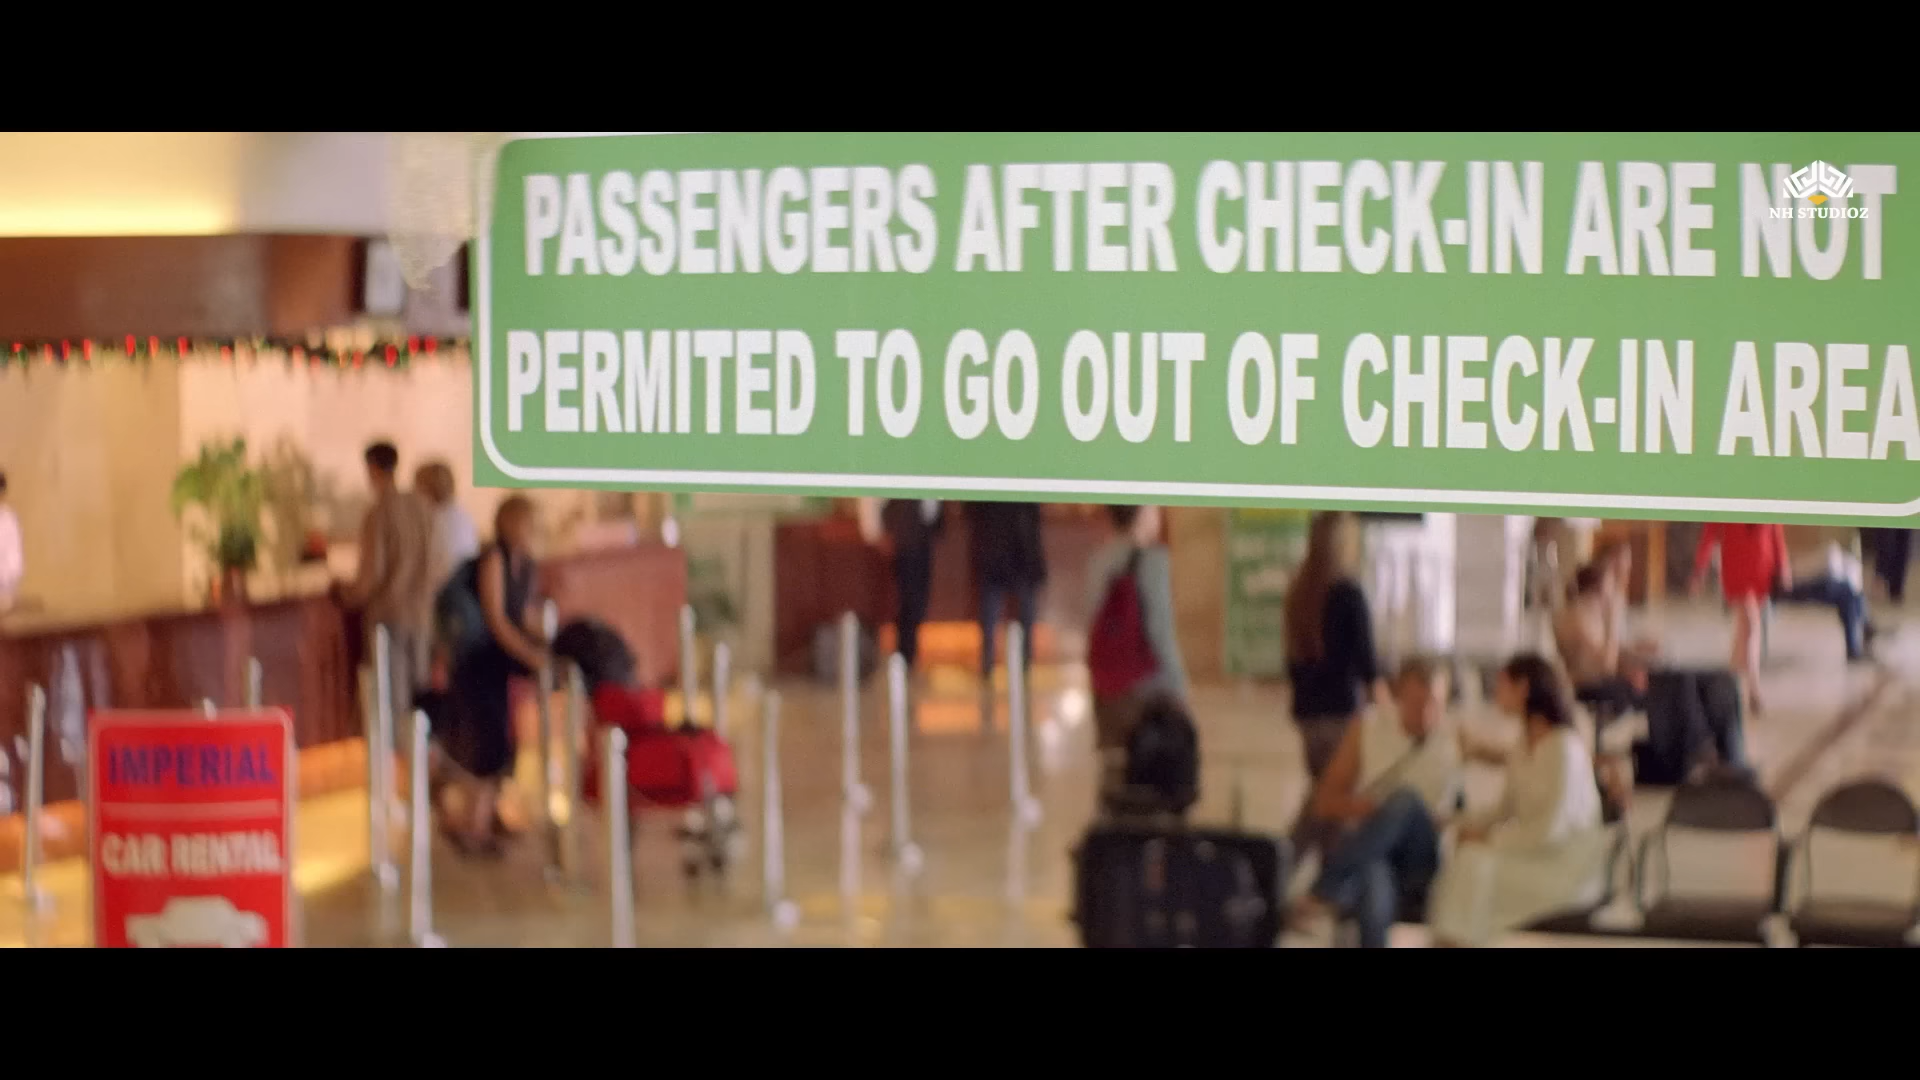 PASSENGERS AFTER CHECK-IN ARE NOT
PERMITED TO GO OUT OF CHECK-IN AREA
NH STUDIOZ
IMPERIAL
CAR RENTAL